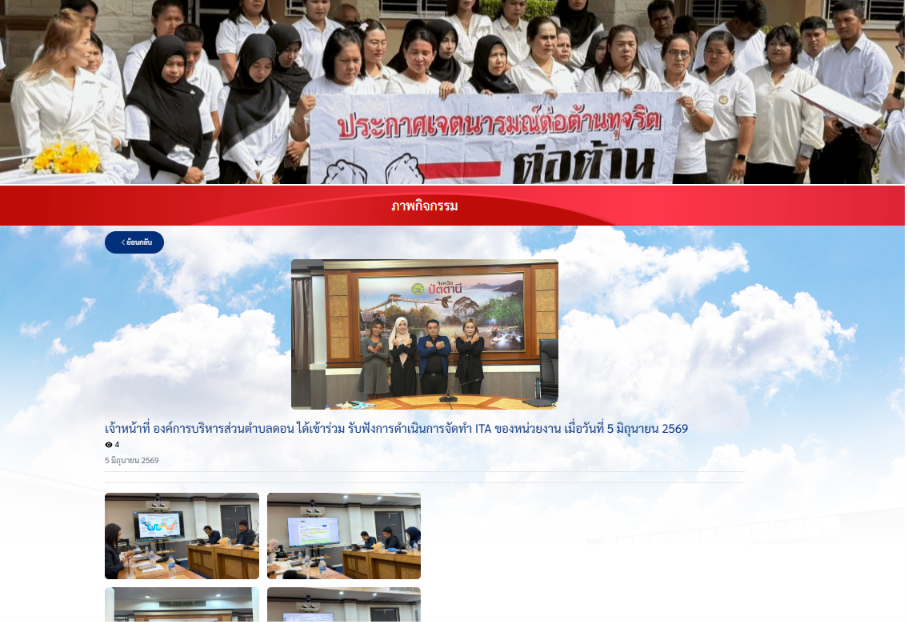 ประกาศเจตนารมณ์ต่อต้านทุจริต
ต่อต้าน
ภาพกิจกรรม
ย้อนกลับ
จังหวัด
ปัตตานี
เจ้าหน้าที่ องค์การบริหารส่วนตำบลดอน ได้เข้าร่วม รับฟังการดำเนินการจัดทำ ITA ของหน่วยงาน เมื่อวันที่ 5 มิถุนายน 2569
4
5 มิถุนายน 2569